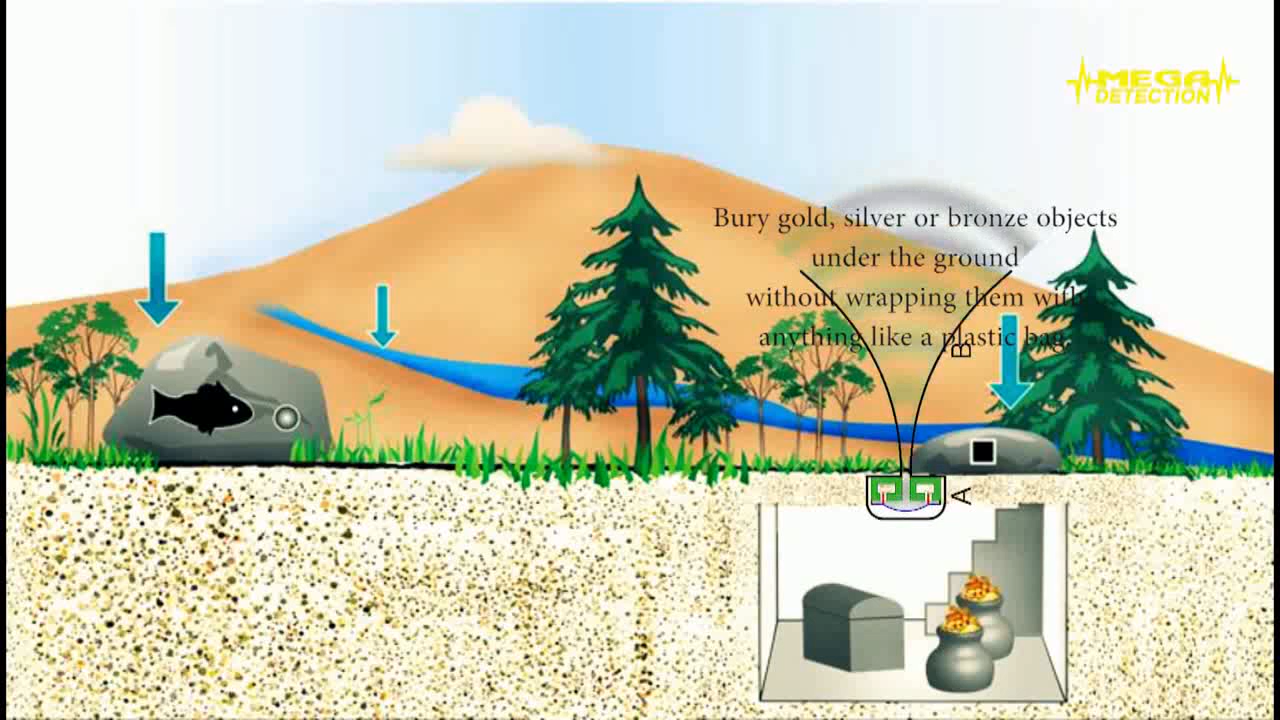 MEGA
DETECTION
Bury gold, silver or bronze objects
under the ground
without wrapping them with
anything like a plastic bag.
B
A